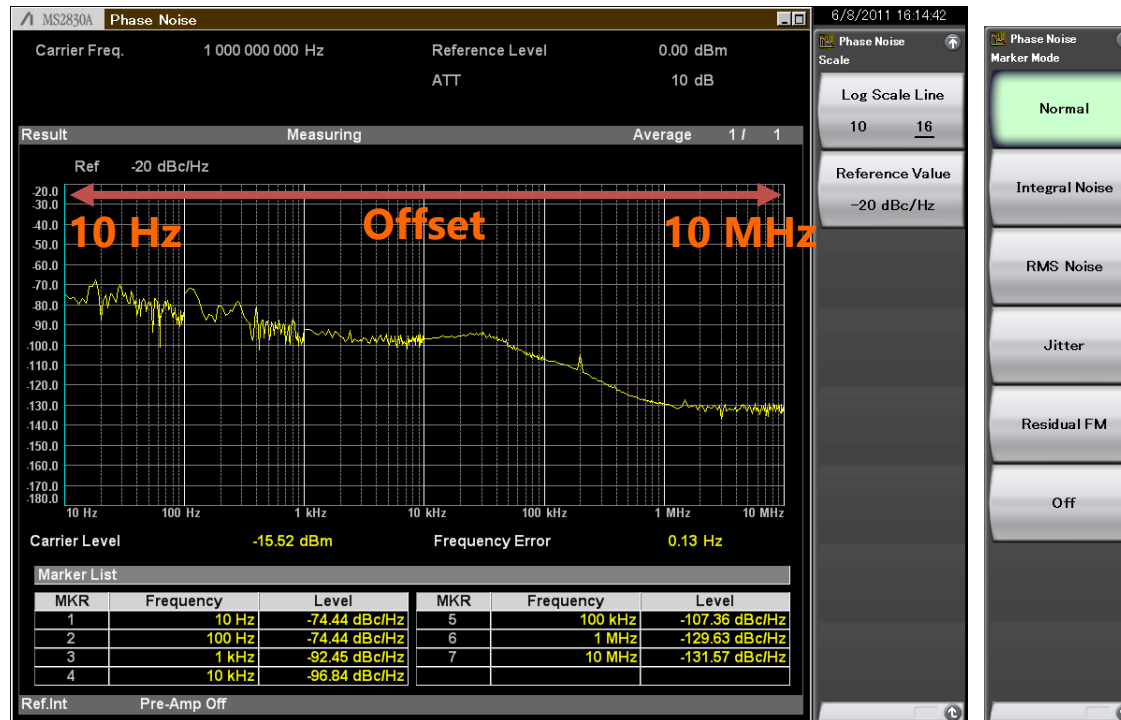 MS2830A Phase Noise
6/8/2011 16:14:42
Carrier Freq. 1 000 000 000 Hz Reference Level 0.00 dBm
ATT 10 dB
Result Measuring Average 1 / 1
Ref -20 dBc/Hz
-20.0
-30.0
-40.0
-50.0
-60.0
-70.0
-80.0
-90.0
-100.0
-110.0
-120.0
-130.0
-140.0
-150.0
-160.0
-170.0
-180.0
10 Hz Offset 10 MHz
10 Hz 100 Hz 1 kHz 10 kHz 100 kHz 1 MHz 10 MHz
Carrier Level -15.52 dBm Frequency Error 0.13 Hz
Marker List
MKR Frequency Level MKR Frequency Level
1 10 Hz -74.44 dBc/Hz 5 100 kHz -107.36 dBc/Hz
2 100 Hz -74.44 dBc/Hz 6 1 MHz -129.63 dBc/Hz
3 1 kHz -92.45 dBc/Hz 7 10 MHz -131.57 dBc/Hz
4 10 kHz -96.84 dBc/Hz
Ref.Int Pre-Amp Off
Phase Noise
Scale
Log Scale Line
10 16
Reference Value
-20 dBc/Hz
Phase Noise
Marker Mode
Normal
Integral Noise
RMS Noise
Jitter
Residual FM
Off